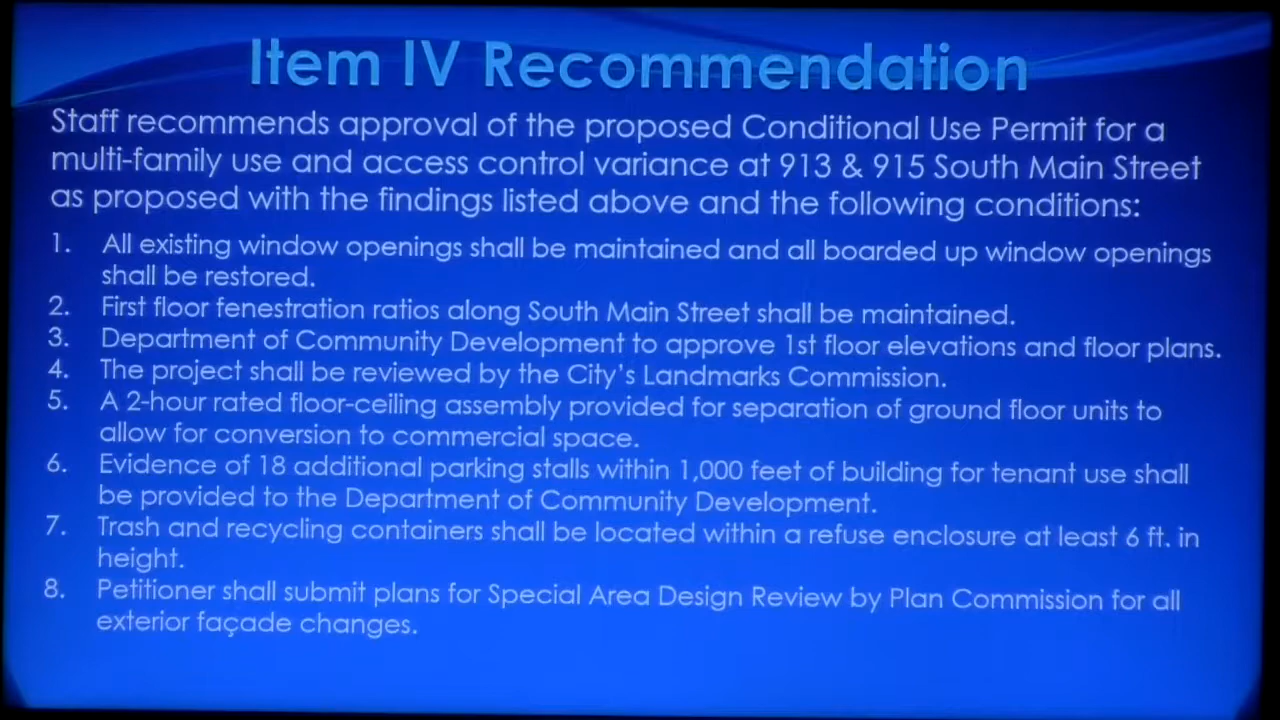 Item IV Recommendation
Staff recommends approval of the proposed Conditional Use Permit for a
multi-family use and access control variance at 913 & 915 South Main Street
as proposed with the findings listed above and the following conditions:
1. All existing window openings shall be maintained and all boarded up window openings
shall be restored.
2. First floor fenestration ratios along South Main Street shall be maintained.
3. Department of Community Development to approve 1st floor elevations and floor plans.
4. The project shall be reviewed by the City's Landmarks Commission.
5. A 2-hour rated floor-ceiling assembly provided for separation of ground floor units to
allow for conversion to commercial space.
6. Evidence of 18 additional parking stalls within 1,000 feet of building for tenant use shall
be provided to the Department of Community Development.
7. Trash and recycling containers shall be located within a refuse enclosure at least 6 ft. in
height.
8. Petitioner shall submit plans for Special Area Design Review by Plan Commission for all
exterior façade changes.